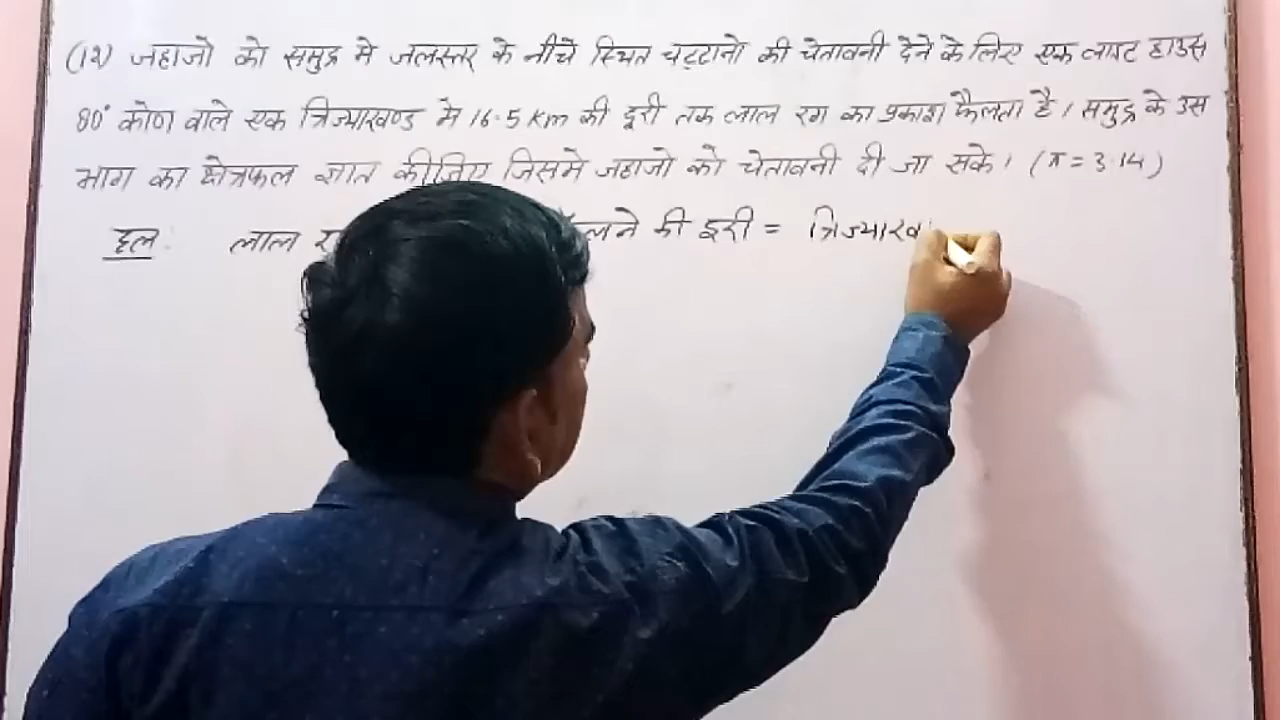 (12) जहाजो को समुद्र मे जलस्तर के नीचे स्थित चट्टानो की चेतावनी देने के लिए एक लाइट हाउस
80° कोण वाले एक त्रिज्याखण्ड मे 16.5 Km की दूरी तक लाल रग का प्रकाश फैलता है। समुद्र के उस
भाग का क्षेत्रफल ज्ञात कीजिए जिसमे जहाजो को चेतावनी दी जा सके। (π = 3.14)
हल: लाल की दूरी = त्रिज्याख